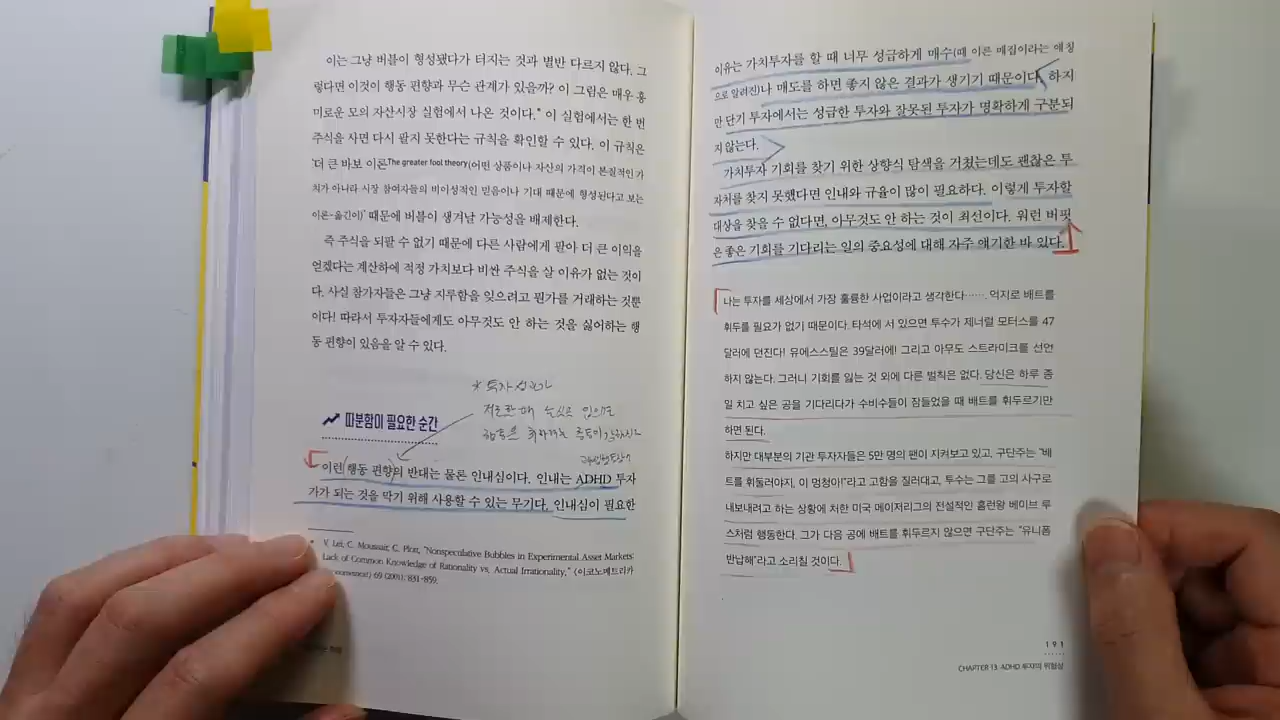 이는 그냥 버블이 형성됐다가 터지는 것과 별반 다르지 않다. 그
렇다면 이것이 행동 편향과 무슨 관계가 있을까? 이 그림은 매우 흥
미로운 모의 자산시장 실험에서 나온 것이다.* 이 실험에서는 한 번
주식을 사면 다시 팔지 못한다는 규칙을 확인할 수 있다. 이 규칙은
'더 큰 바보 이론The greater fool theory(어떤 상품이나 자산의 가격이 본질적인 가
치가 아니라 시장 참여자들의 비이성적인 믿음이나 기대 때문에 형성된다고 보는
이론-옮긴이)' 때문에 버블이 생겨날 가능성을 배제한다.
즉 주식을 되팔 수 없기 때문에 다른 사람에게 팔아 더 큰 이익을
얻겠다는 계산하에 적정 가치보다 비싼 주식을 살 이유가 없는 것이
다. 사실 참가자들은 그냥 지루함을 잊으려고 뭔가를 거래하는 것뿐
이다! 따라서 투자자들에게도 아무것도 안 하는 것을 싫어하는 행
동 편향이 있음을 알 수 있다.
* 투자 성과가
저조할 때
따분함이 필요한 순간
이런 행동 편향의 반대는 물론 인내심이다. 인내는 ADHD 투자
가가 되는 것을 막기 위해 사용할 수 있는 무기다. 인내심이 필요한
* V. Lei, C. Noussair, C. Plott, "Nonspeculative Bubbles in Experimental Asset Markets:
Lack of Common Knowledge of Rationality vs. Actual Irrationality," (이코노메트리카
69 (2001): 831-859.
이유는 가치투자를 할 때 너무 성급하게 매수(때 이른 매집이라는 애칭
으로 알려진)나 매도를 하면 좋지 않은 결과가 생기기 때문이다. 하지
만 단기 투자에서는 성급한 투자와 잘못된 투자가 명확하게 구분되
지 않는다.
가치투자 기회를 찾기 위한 상향식 탐색을 거쳤는데도 괜찮은 투
자처를 찾지 못했다면 인내와 규율이 많이 필요하다. 이렇게 투자할
대상을 찾을 수 없다면, 아무것도 안 하는 것이 최선이다. 워런 버핏
은 좋은 기회를 기다리는 일의 중요성에 대해 자주 얘기한 바 있다.
나는 투자를 세상에서 가장 훌륭한 사업이라고 생각한다……. 억지로 배트를
휘두를 필요가 없기 때문이다. 타석에 서 있으면 투수가 제너럴 모터스를 47
달러에 던진다! 유에스스틸은 39달러에! 그리고 아무도 스트라이크를 선언
하지 않는다. 그러니 기회를 잃는 것 외에 다른 벌칙은 없다. 당신은 하루 종
일 치고 싶은 공을 기다리다가 수비수들이 잠들었을 때 배트를 휘두르기만
하면 된다.
하지만 대부분의 기관 투자자들은 5만 명의 팬이 지켜보고 있고, 구단주는 "배
트를 휘둘러야지, 이 멍청아!"라고 고함을 질러대고, 투수는 그를 고의 사구로
내보내려고 하는 상황에 처한 미국 메이저리그의 전설적인 홈런왕 베이브 루
스처럼 행동한다. 그가 다음 공에 배트를 휘두르지 않으면 구단주는 "유니폼
반납해"라고 소리칠 것이다.
191
CHAPTER 13. ADHD 투자의 위험성